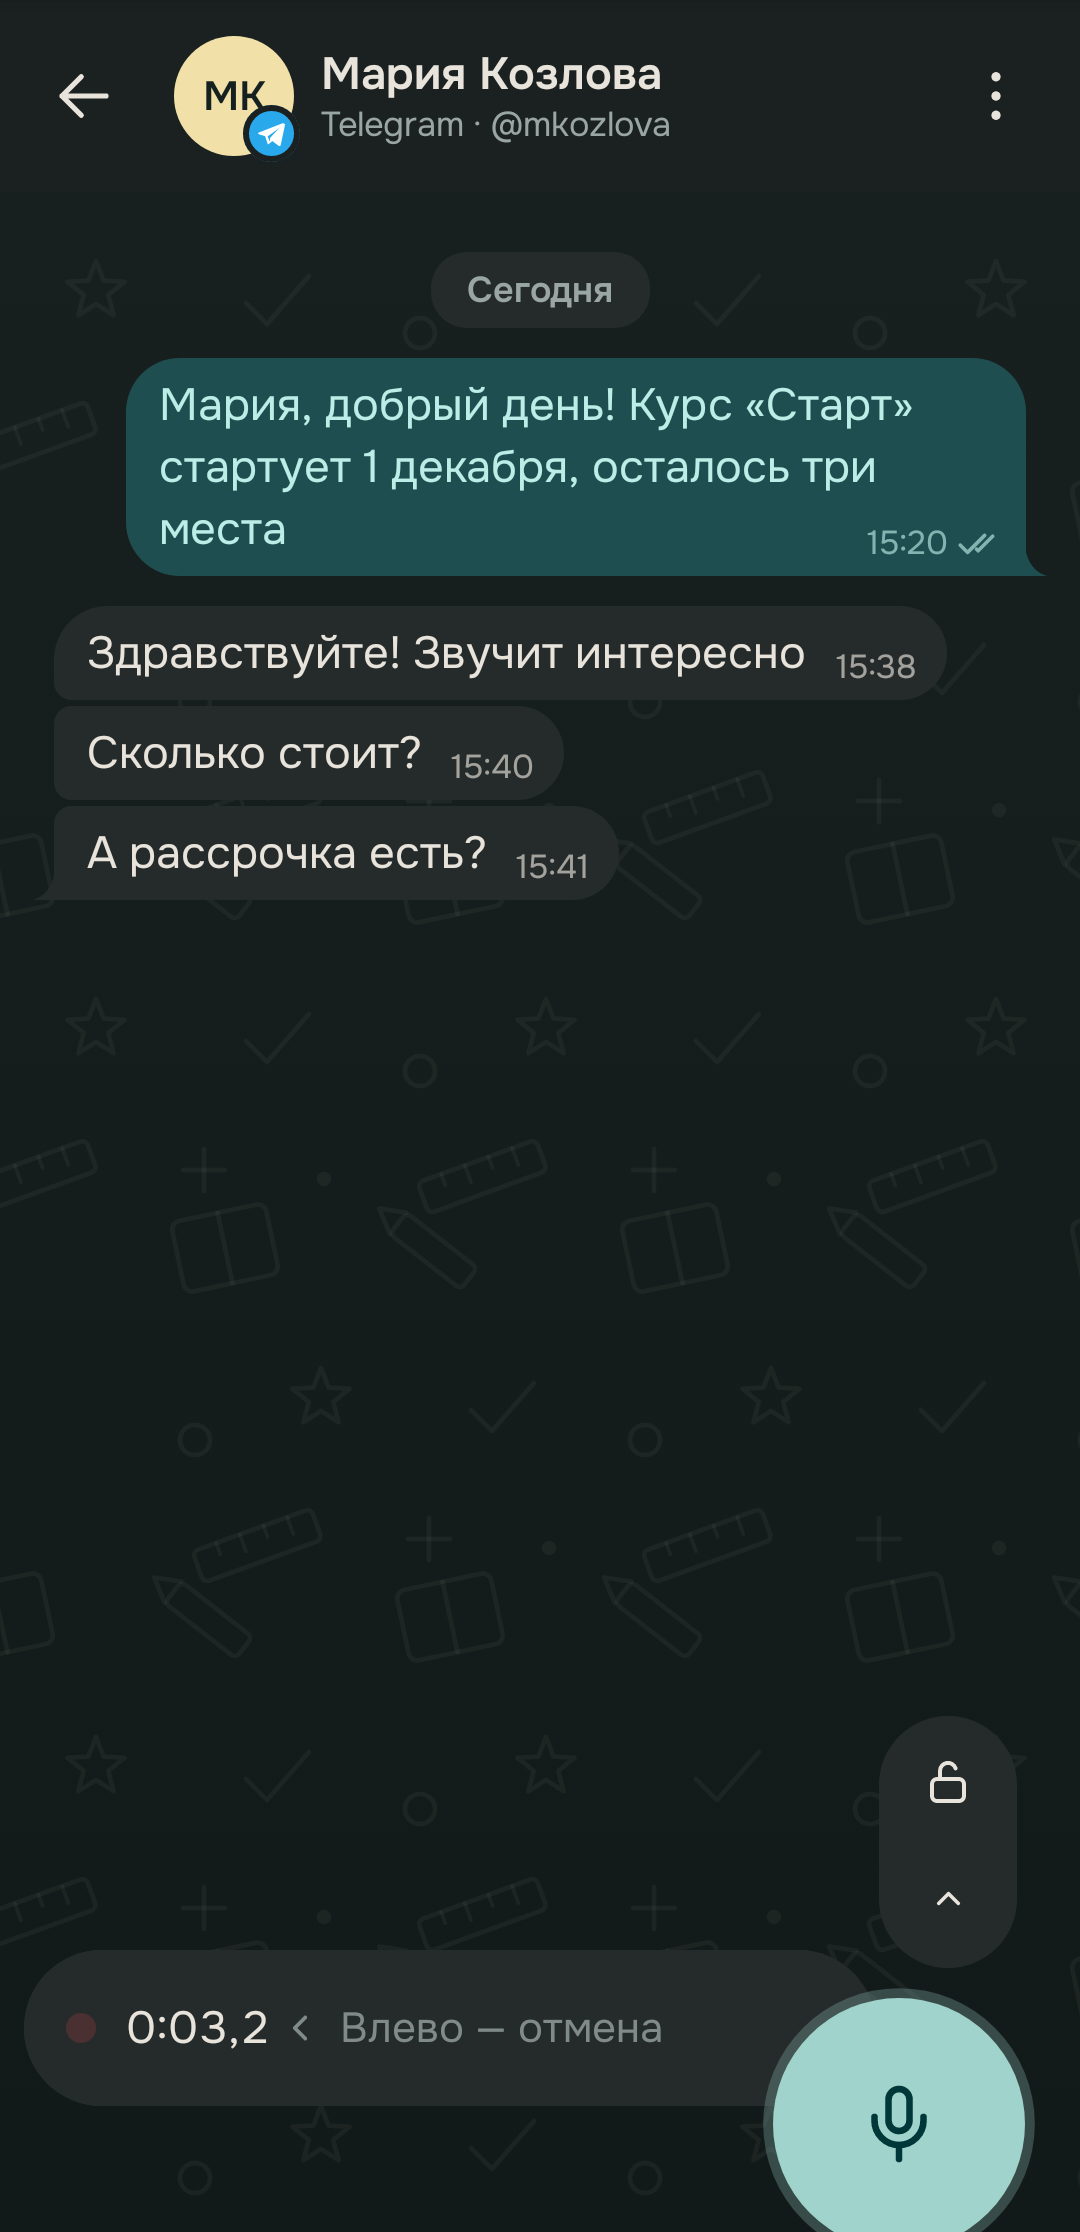 МК
Мария Козлова
Telegram · @mkozlova
Сегодня
Мария, добрый день! Курс «Старт»
стартует 1 декабря, осталось три
места
15:20
Здравствуйте! Звучит интересно 15:38
Сколько стоит? 15:40
А рассрочка есть? 15:41
0:03,2 Влево — отмена